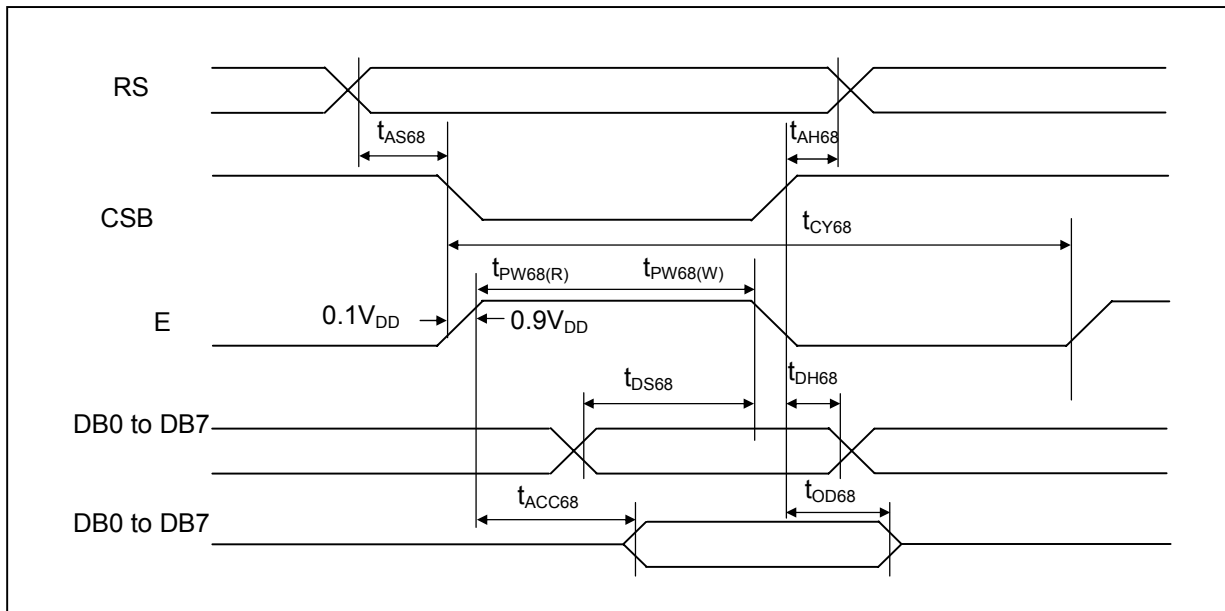 RS
tAS68
tAH68
CSB
tCY68
tPW68(R) tPW68(W)
E
0.1VDD
0.9VDD
tDS68
tDH68
DB0 to DB7
tACC68
tOD68
DB0 to DB7